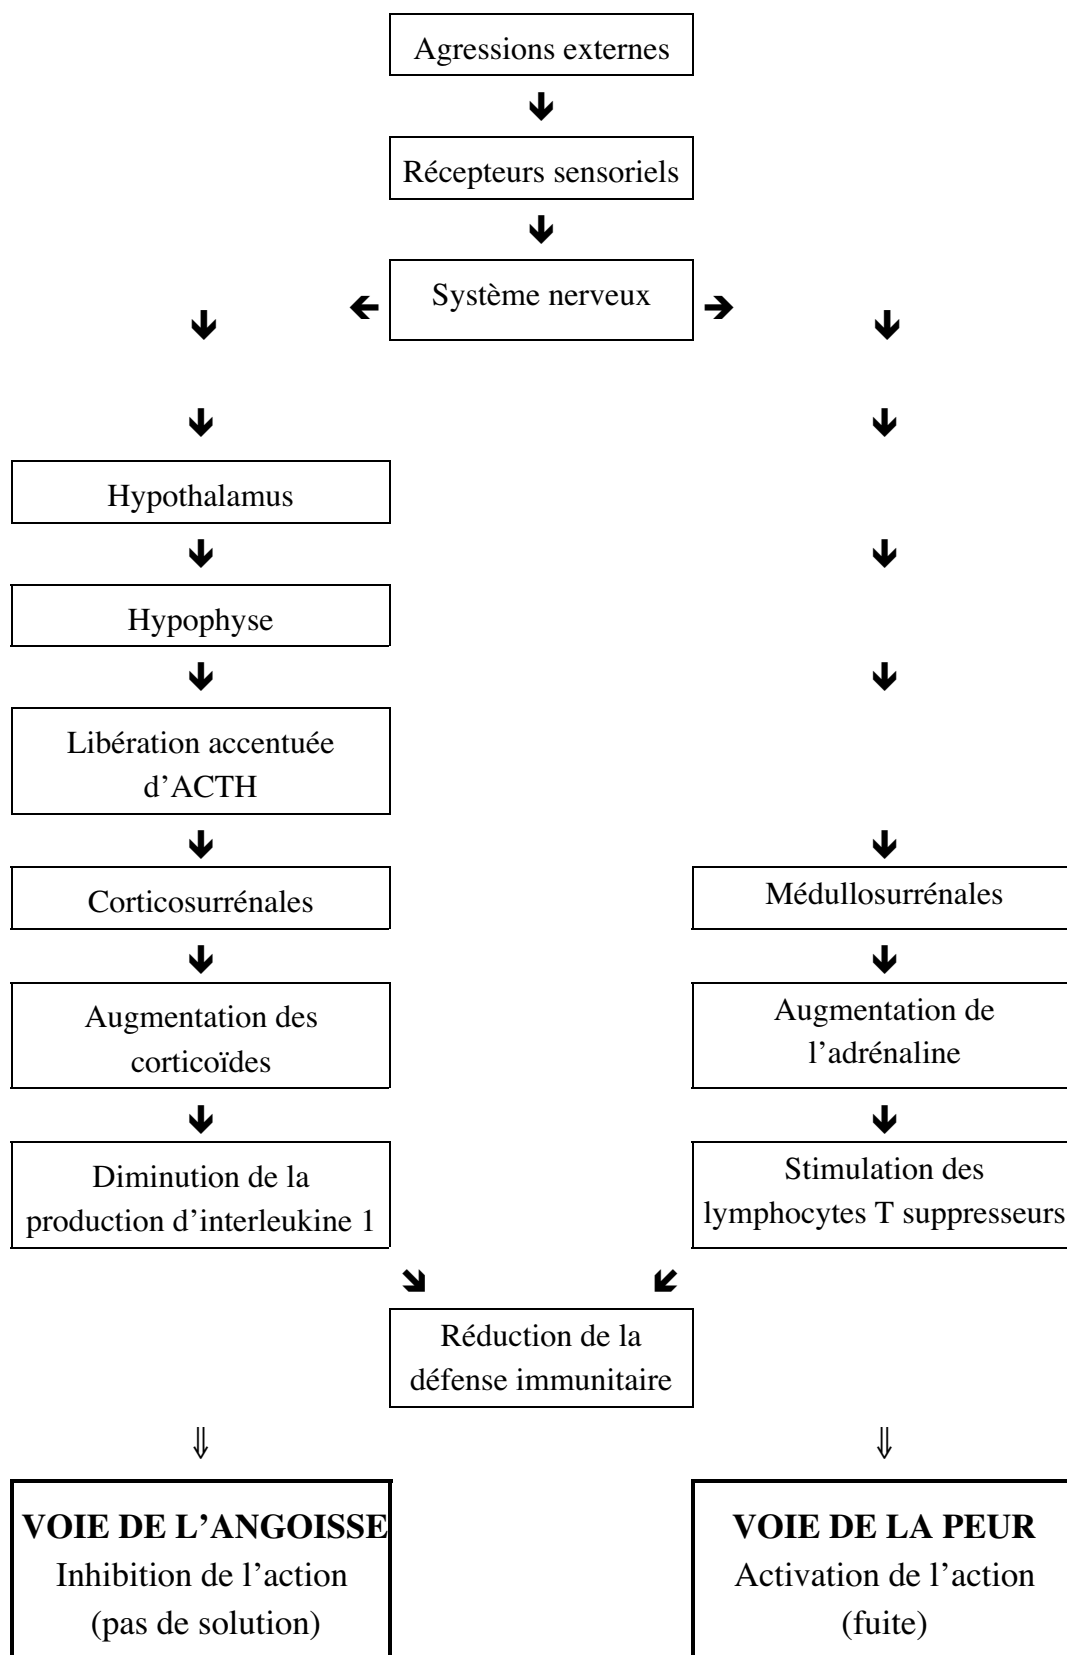 Agressions externes
Récepteurs sensoriels
Système nerveux
Hypothalamus
Hypophyse
Libération accentuée
d’ACTH
Corticosurrénales
Médullosurrénales
Augmentation des
corticoïdes
Augmentation de
l’adrénaline
Diminution de la
production d’interleukine 1
Stimulation des
lymphocytes T suppresseurs
Réduction de la
défense immunitaire
VOIE DE L’ANGOISSE
Inhibition de l’action
(pas de solution)
VOIE DE LA PEUR
Activation de l’action
(fuite)